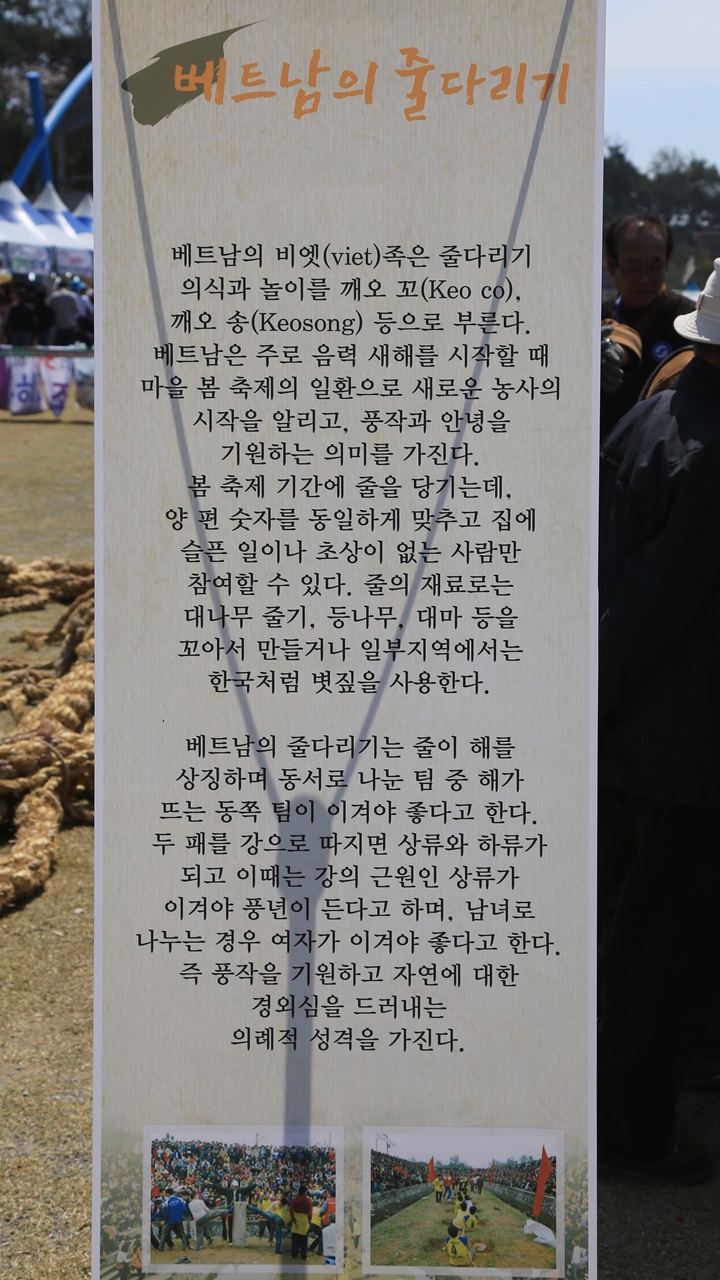 베트남의 줄다리기
베트남의 비엣(viet)족은 줄다리기
의식과 놀이를 깨오 꼬(Keo co),
깨오 송(Keosong) 등으로 부른다.
베트남은 주로 음력 새해를 시작할 때
마을 봄 축제의 일환으로 새로운 농사의
시작을 알리고, 풍작과 안녕을
기원하는 의미를 가진다.
봄 축제 기간에 줄을 당기는데,
양 편 숫자를 동일하게 맞추고 집에
슬픈 일이나 초상이 없는 사람만
참여할 수 있다. 줄의 재료로는
대나무 줄기, 등나무, 대마 등을
꼬아서 만들거나 일부지역에서는
한국처럼 볏짚을 사용한다.
베트남의 줄다리기는 줄이 해를
상징하며 동서로 나눈 팀 중 해가
뜨는 동쪽 팀이 이겨야 좋다고 한다.
두 패를 강으로 따지면 상류와 하류가
되고 이때는 강의 근원인 상류가
이겨야 풍년이 든다고 하며, 남녀로
나누는 경우 여자가 이겨야 좋다고 한다.
즉 풍작을 기원하고 자연에 대한
경외심을 드러내는
의례적 성격을 가진다.